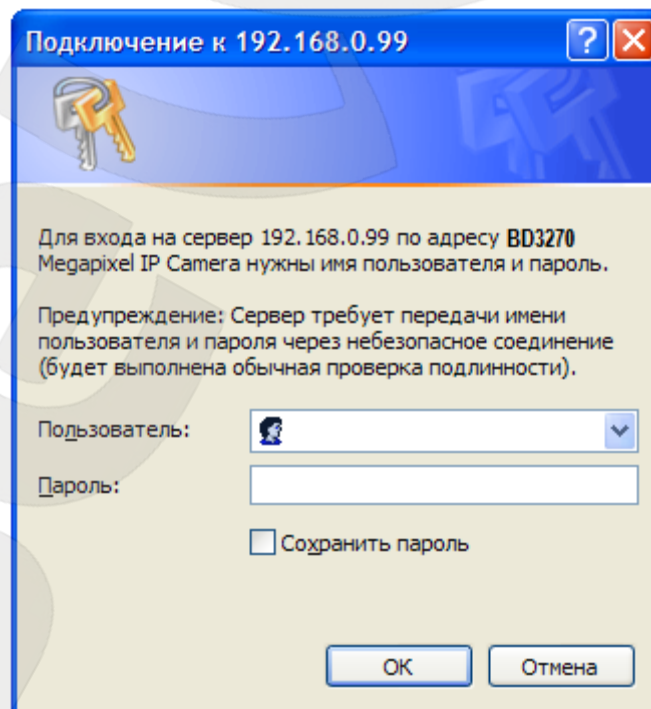 Подключение к 192.168.0.99
Для входа на сервер 192.168.0.99 по адресу BD3270
Megapixel IP Camera нужны имя пользователя и пароль.
Предупреждение: Сервер требует передачи имени
пользователя и пароля через небезопасное соединение
(будет выполнена обычная проверка подлинности).
Пользователь:
Пароль:
Сохранить пароль
ОК
Отмена